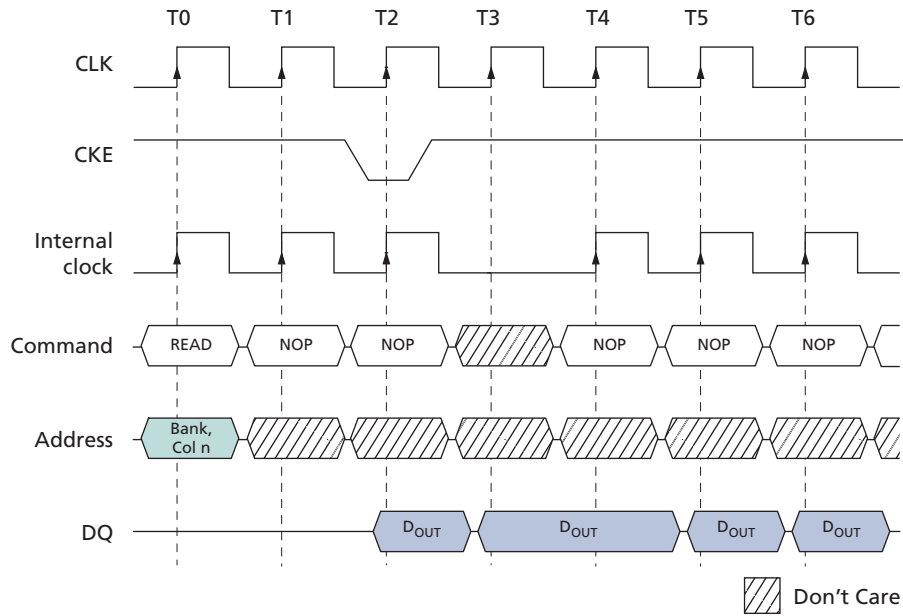 T0 T1 T2 T3 T4 T5 T6
CLK
CKE
Internal
clock
Command READ NOP NOP NOP NOP NOP
Address Bank,
Col n
DQ DOUT DOUT DOUT DOUT
Don't Care